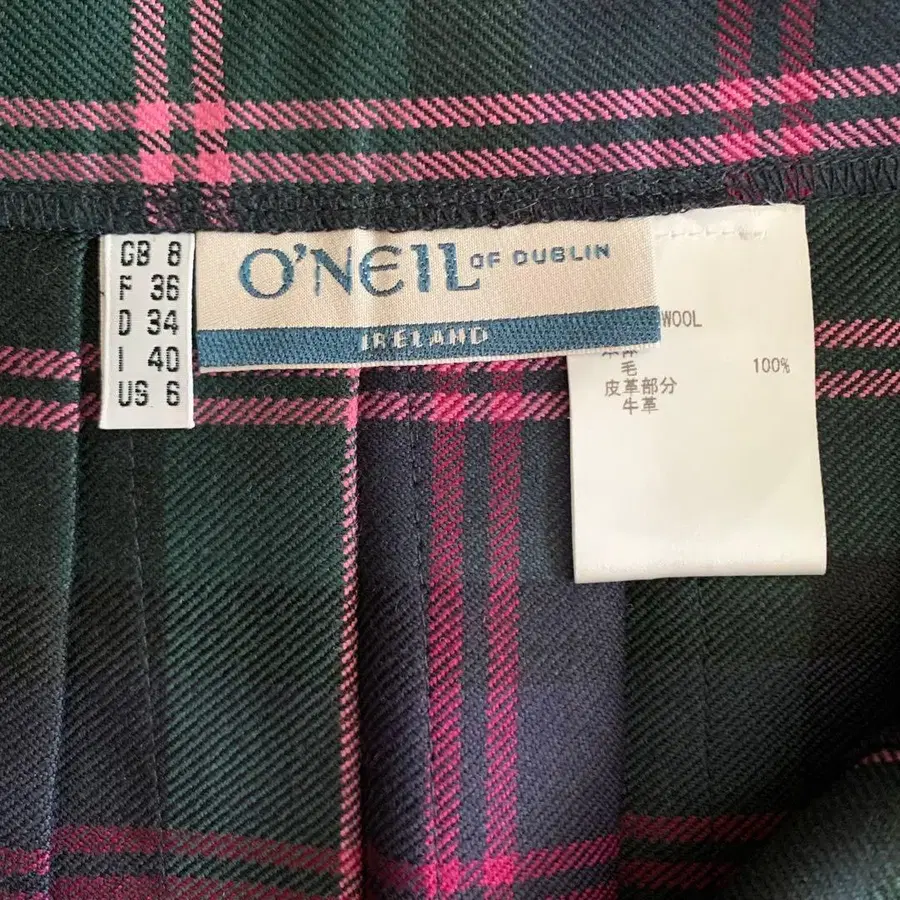 GB 8
F 36
D 34
I 40
US 6
O'NEIL OF DUBLIN
IRELAND
WOOL
毛 100%
皮革部分
牛革